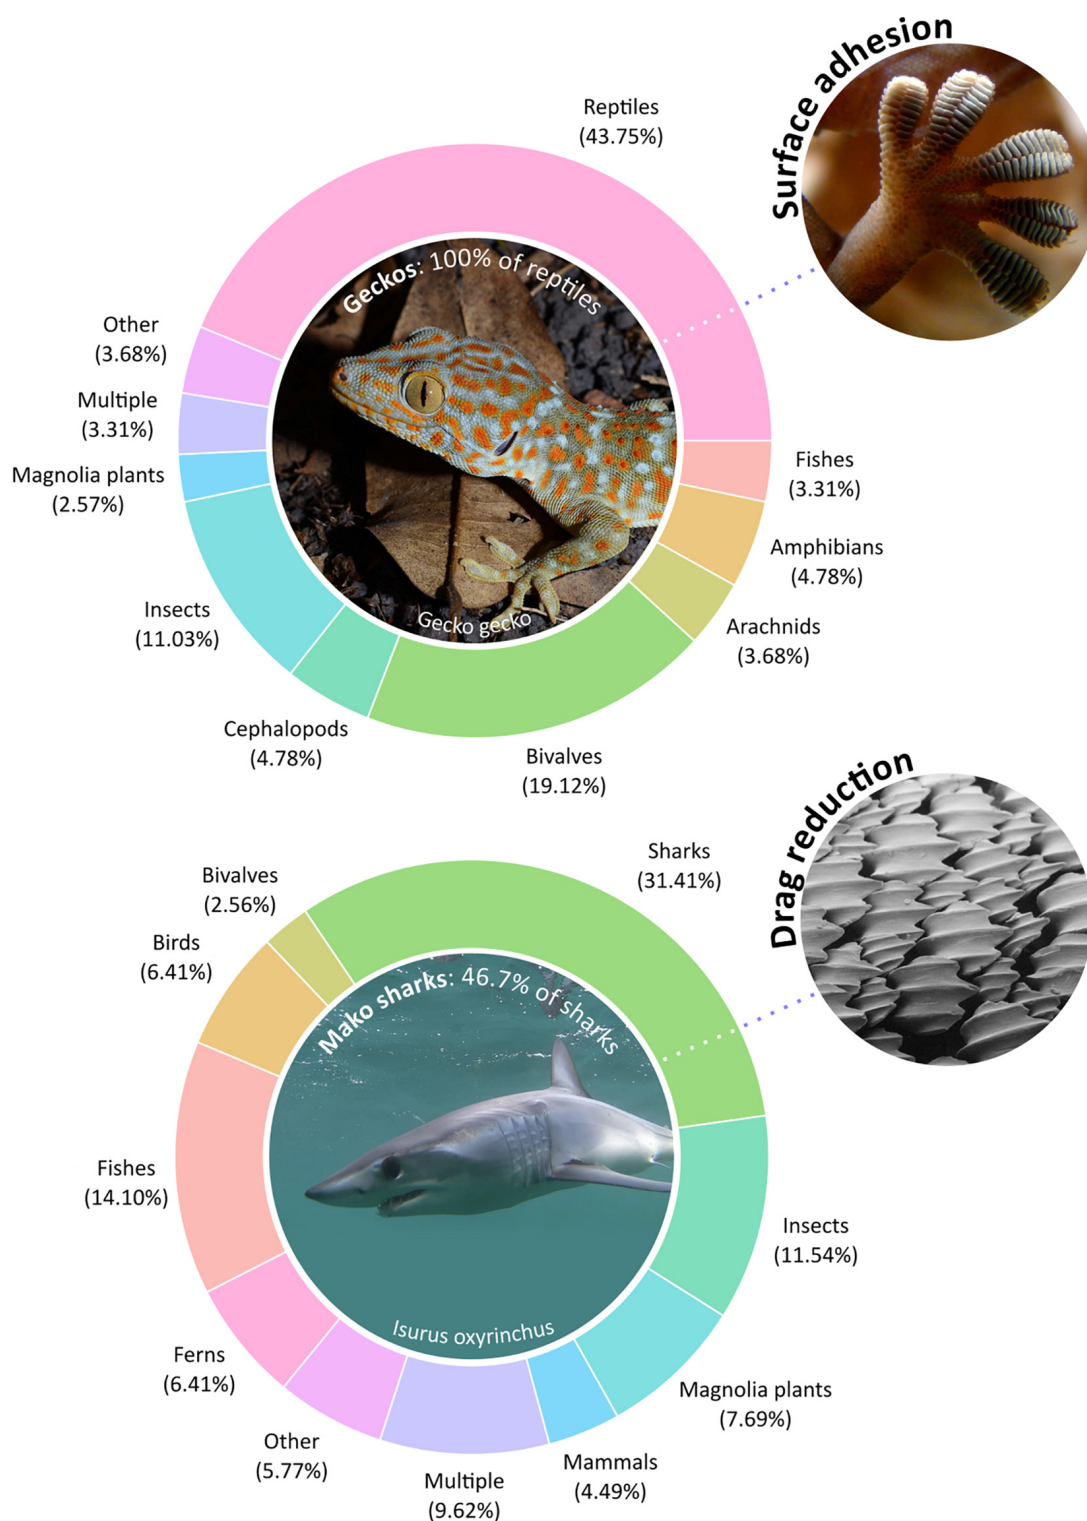 Surface adhesion
Reptiles
(43.75%)
Geckos: 100% of reptiles
Other
(3.68%)
Multiple
(3.31%)
Magnolia plants
(2.57%)
Fishes
(3.31%)
Amphibians
(4.78%)
Insects
(11.03%)
Gecko gecko
Arachnids
(3.68%)
Cephalopods
(4.78%)
Bivalves
(19.12%)
Drag reduction
Sharks
(31.41%)
Bivalves
(2.56%)
Birds
(6.41%)
Mako sharks: 46.7% of sharks
Fishes
(14.10%)
Insects
(11.54%)
Isurus oxyrinchus
Ferns
(6.41%)
Magnolia plants
(7.69%)
Other
(5.77%)
Mammals
(4.49%)
Multiple
(9.62%)